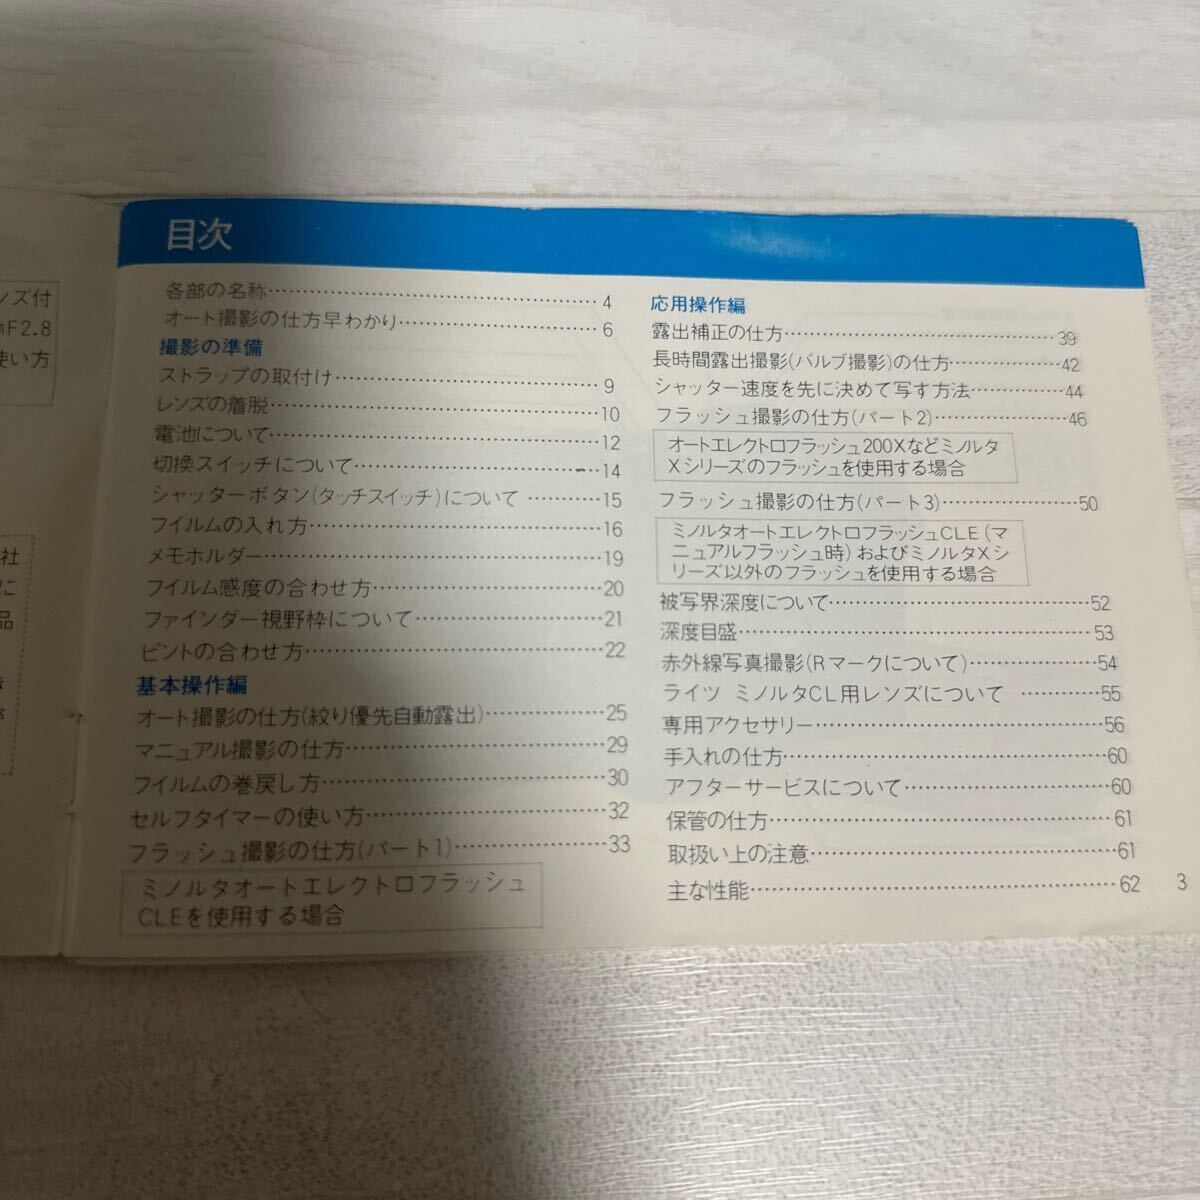 ンズ付
mF2.8
使い方
社
に
品
目次
各部の名称…………………………… 4
オート撮影の仕方早わかり………………… 6
撮影の準備
ストラップの取付け……………………… 9
レンズの着脱……………………………10
電池について……………………………12
切換スイッチについて……………………14
シャッターボタン(タッチスイッチ)について …………15
フイルムの入れ方…………………………16
メモホルダー……………………………19
フイルム感度の合わせ方……………………20
ファインダー視野枠について…………………21
ピントの合わせ方…………………………22
基本操作編
オート撮影の仕方(絞り優先自動露出)……………25
マニュアル撮影の仕方………………………29
フイルムの巻戻し方…………………………30
セルフタイマーの使い方……………………32
フラッシュ撮影の仕方(パート1)………………33
ミノルタオートエレクトロフラッシュ
CLEを使用する場合
応用操作編
露出補正の仕方……………………………39
長時間露出撮影(バルブ撮影)の仕方……………42
シャッター速度を先に決めて写す方法……………44
フラッシュ撮影の仕方(パート2)………………46
オートエレクトロフラッシュ200Xなどミノルタ
Xシリーズのフラッシュを使用する場合
フラッシュ撮影の仕方(パート3)………………50
ミノルタオートエレクトロフラッシュCLE(マ
ニュアルフラッシュ時)およびミノルタXシ
リーズ以外のフラッシュを使用する場合
被写界深度について…………………………52
深度目盛…………………………………53
赤外線写真撮影(Rマークについて)………………54
ライツ ミノルタCL用レンズについて …………55
専用アクセサリー……………………………56
手入れの仕方………………………………60
アフターサービスについて……………………60
保管の仕方………………………………61
取扱い上の注意……………………………61
主な性能…………………………………62
3